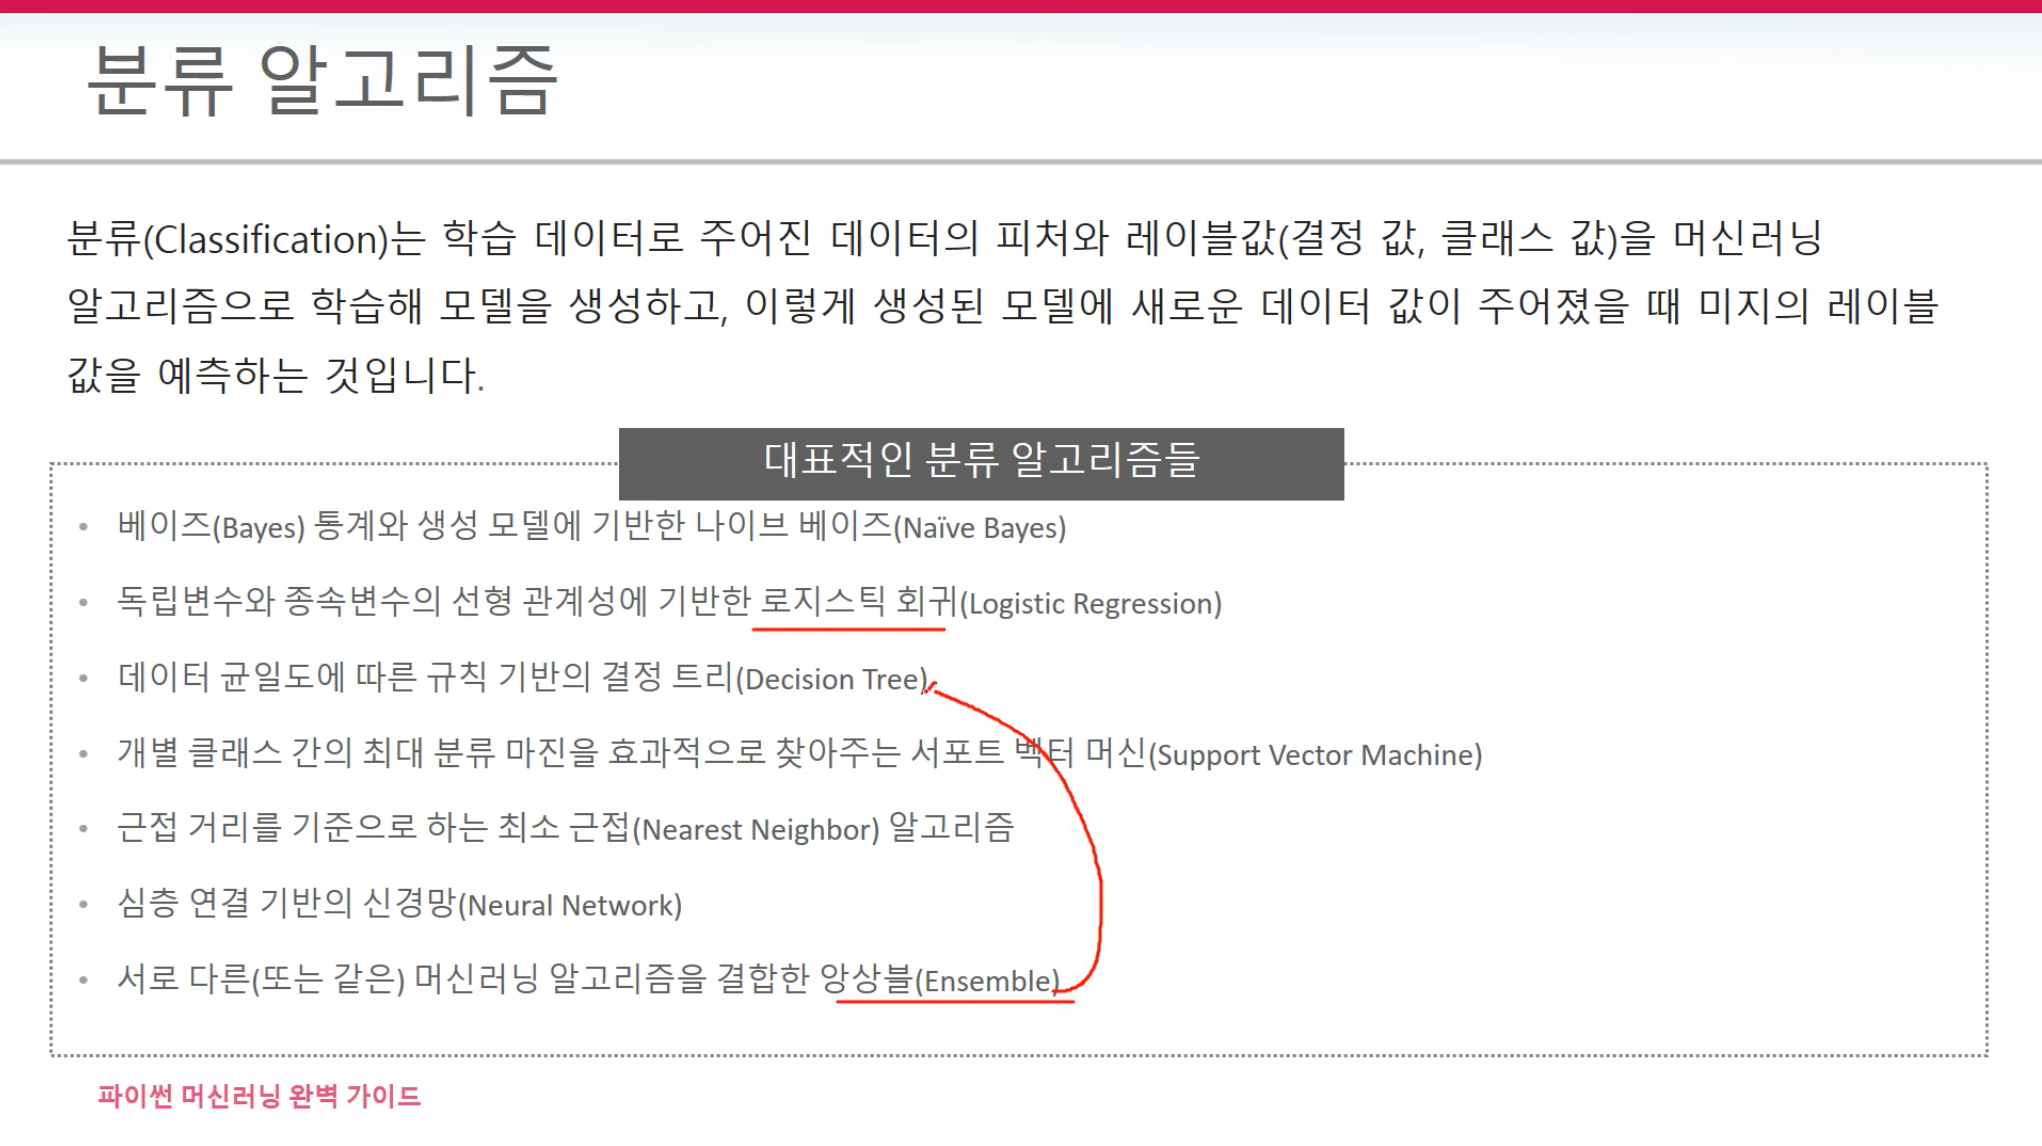 분류 알고리즘
분류(Classification)는 학습 데이터로 주어진 데이터의 피처와 레이블값(결정 값, 클래스 값)을 머신러닝
알고리즘으로 학습해 모델을 생성하고, 이렇게 생성된 모델에 새로운 데이터 값이 주어졌을 때 미지의 레이블
값을 예측하는 것입니다.
대표적인 분류 알고리즘들
• 베이즈(Bayes) 통계와 생성 모델에 기반한 나이브 베이즈(Naïve Bayes)
• 독립변수와 종속변수의 선형 관계성에 기반한 로지스틱 회귀(Logistic Regression)
• 데이터 균일도에 따른 규칙 기반의 결정 트리(Decision Tree)
• 개별 클래스 간의 최대 분류 마진을 효과적으로 찾아주는 서포트 벡터 머신(Support Vector Machine)
• 근접 거리를 기준으로 하는 최소 근접(Nearest Neighbor) 알고리즘
• 심층 연결 기반의 신경망(Neural Network)
• 서로 다른(또는 같은) 머신러닝 알고리즘을 결합한 앙상블(Ensemble)
파이썬 머신러닝 완벽 가이드